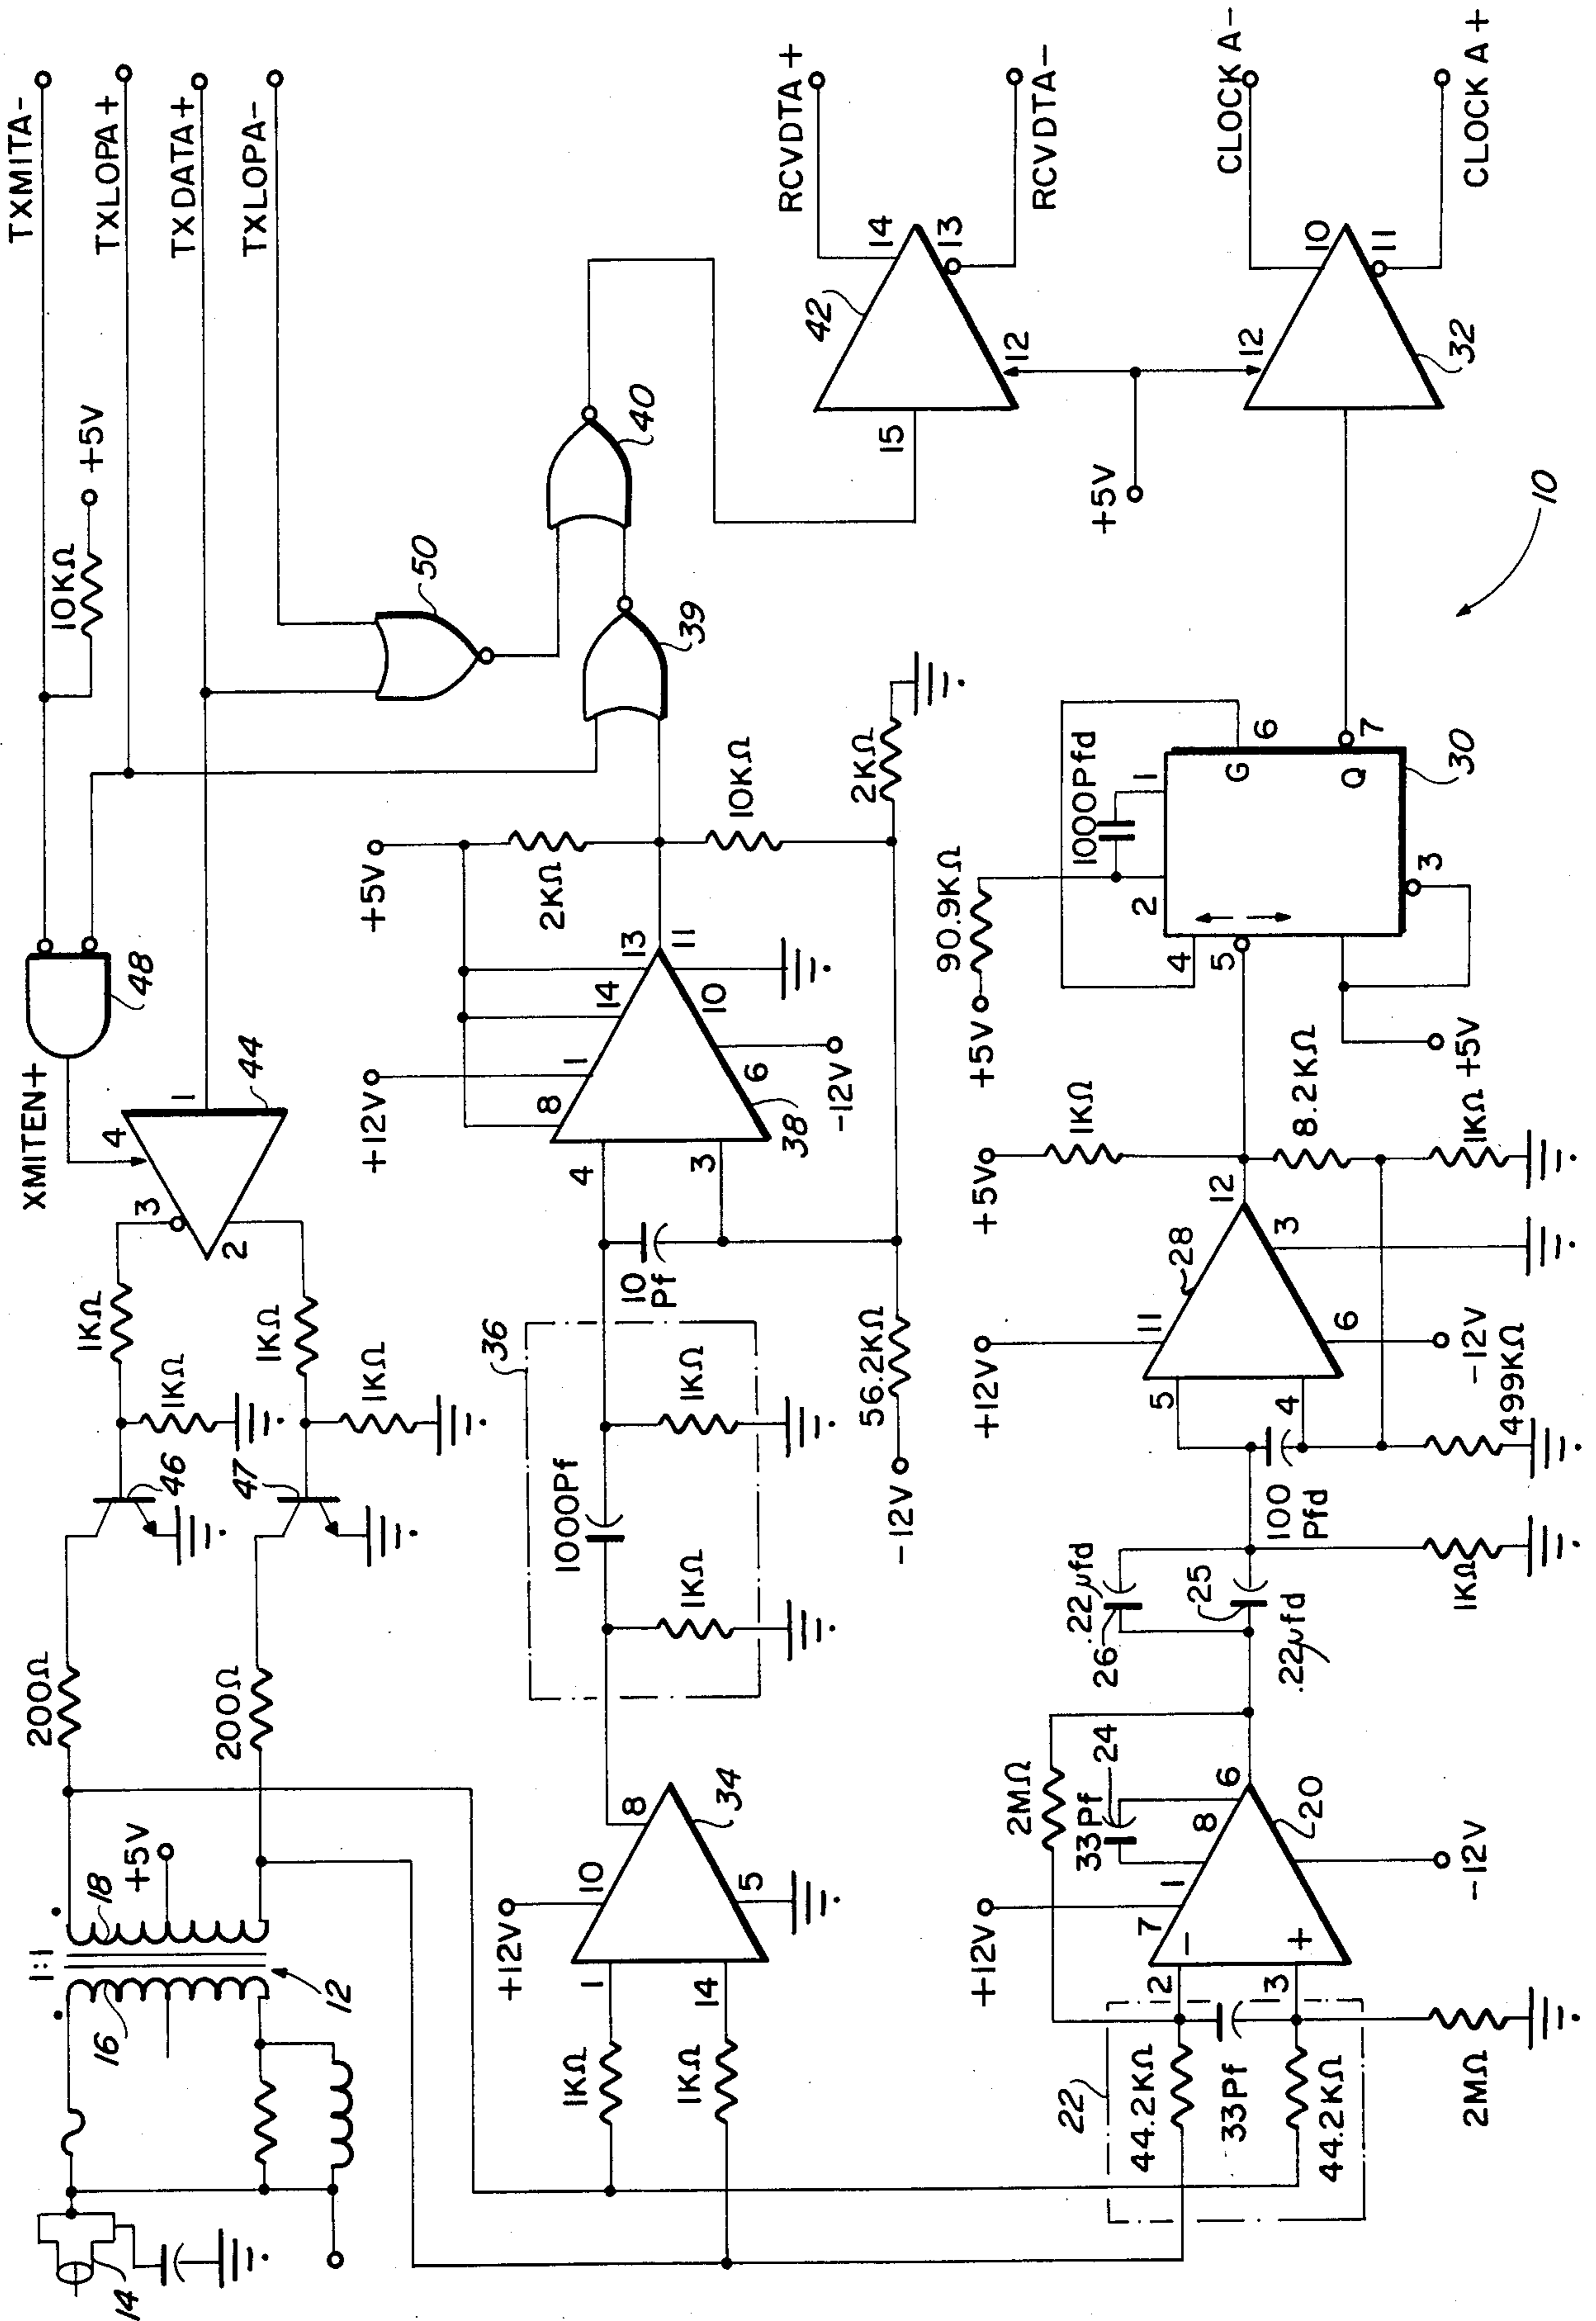 TXMITA-
TXLOPA+
TXDATA+
TXLOPA-
10KΩ
+5V
XMITEN+
48
44
4
1
3
2
1KΩ
1KΩ
1KΩ
1KΩ
46
47
200Ω
200Ω
1:1
18
+5V
16
12
14
50
40
39
RCVDTA+
RCVDTA-
42
14
13
12
15
+5V
CLOCK A-
CLOCK A+
10
11
12
32
10
+5V
2KΩ
10KΩ
2KΩ
+12V
8
1
14
13
11
10
6
-12V
38
4
3
10
Pf
36
1000Pf
1KΩ
1KΩ
56.2KΩ
-12V
+12V
10
8
34
5
1
14
1KΩ
1KΩ
90.9KΩ
+5V
1000Pfd
2
1
4
5
G
6
Q
7
3
30
+5V
+5V
1KΩ
8.2KΩ
1KΩ
12
3
28
+12V
11
5
4
6
-12V
499KΩ
100
Pfd
.22µfd
26
25
.22µfd
1KΩ
2MΩ
33Pf
24
+12V
7
1
8
6
20
-12V
2
-
+
13
22
44.2KΩ
33Pf
44.2KΩ
2MΩ